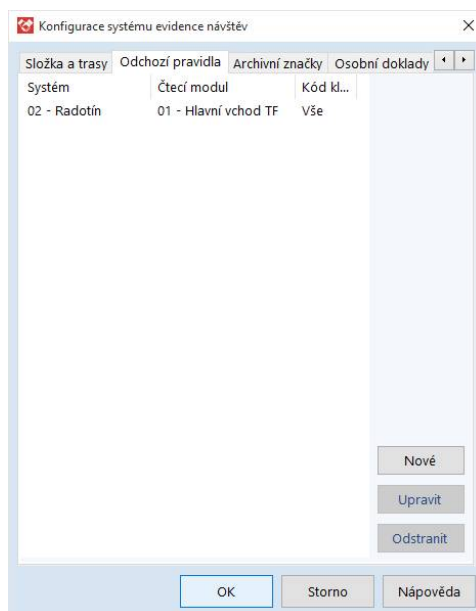 Konfigurace systému evidence návštěv
Složka a trasy Odchozí pravidla Archivní značky Osobní doklady
Systém Čtecí modul Kód kl...
02 - Radotín 01 - Hlavní vchod TF Vše
Nové
Upravit
Odstranit
OK Storno Nápověda